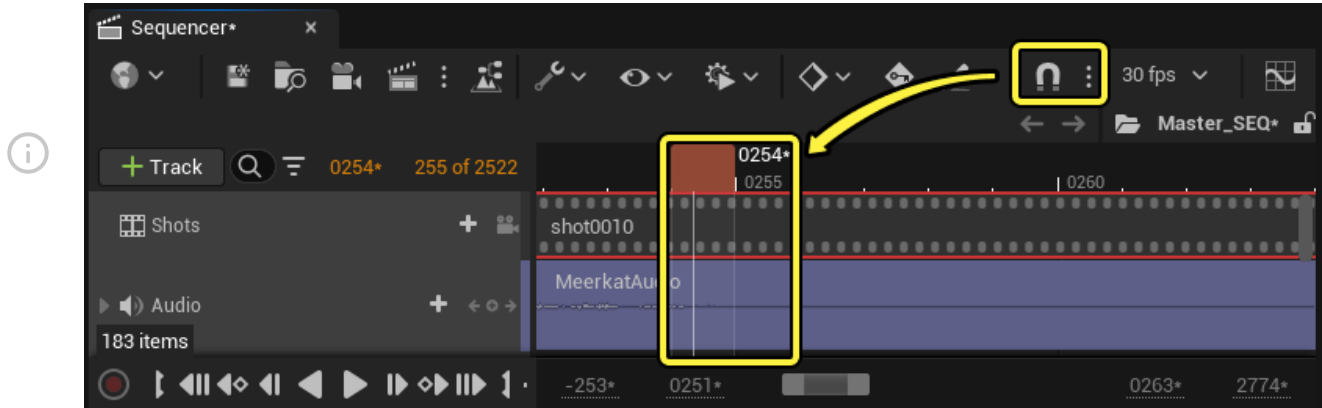 Sequencer*
30 fps
Master_SEQ*
Track
0254*
255 of 2522
0254*
0255
0260
Shots
shot0010
MeerkatAudio
Audio
183 items
-253*
0251*
0263*
2774*